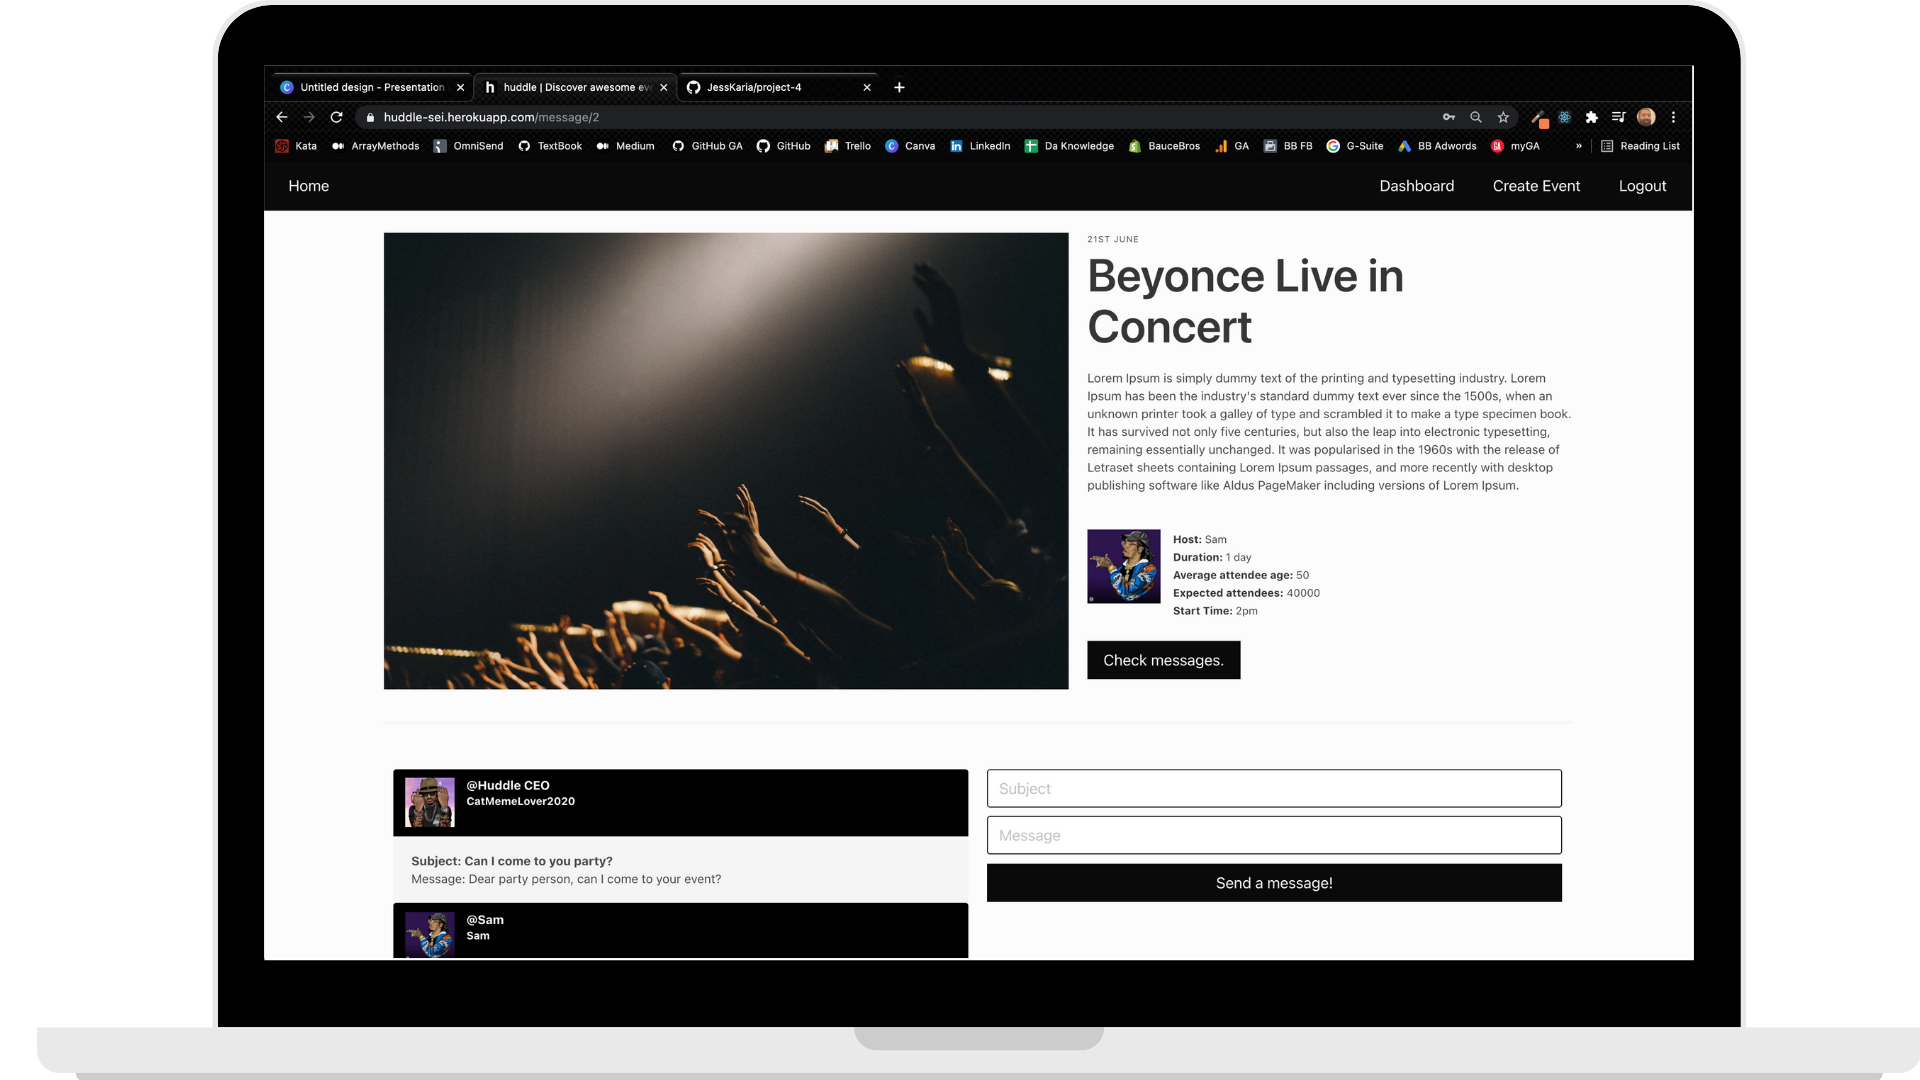 Untitled design - Presentation
huddle | Discover awesome eve
JessKaria/project-4
huddle-sei.herokuapp.com/message/2
Kata ArrayMethods OmniSend TextBook Medium GitHub GA GitHub Trello Canva LinkedIn Da Knowledge BauceBros GA BB FB G-Suite BB Adwords myGA » Reading List
Home Dashboard Create Event Logout
21ST JUNE
Beyonce Live in
Concert
Lorem Ipsum is simply dummy text of the printing and typesetting industry. Lorem
Ipsum has been the industry's standard dummy text ever since the 1500s, when an
unknown printer took a galley of type and scrambled it to make a type specimen book.
It has survived not only five centuries, but also the leap into electronic typesetting,
remaining essentially unchanged. It was popularised in the 1960s with the release of
Letraset sheets containing Lorem Ipsum passages, and more recently with desktop
publishing software like Aldus PageMaker including versions of Lorem Ipsum.
Host: Sam
Duration: 1 day
Average attendee age: 50
Expected attendees: 40000
Start Time: 2pm
Check messages.
@Huddle CEO
CatMemeLover2020
Subject: Can I come to you party?
Message: Dear party person, can I come to your event?
@Sam
Sam
Subject
Message
Send a message!